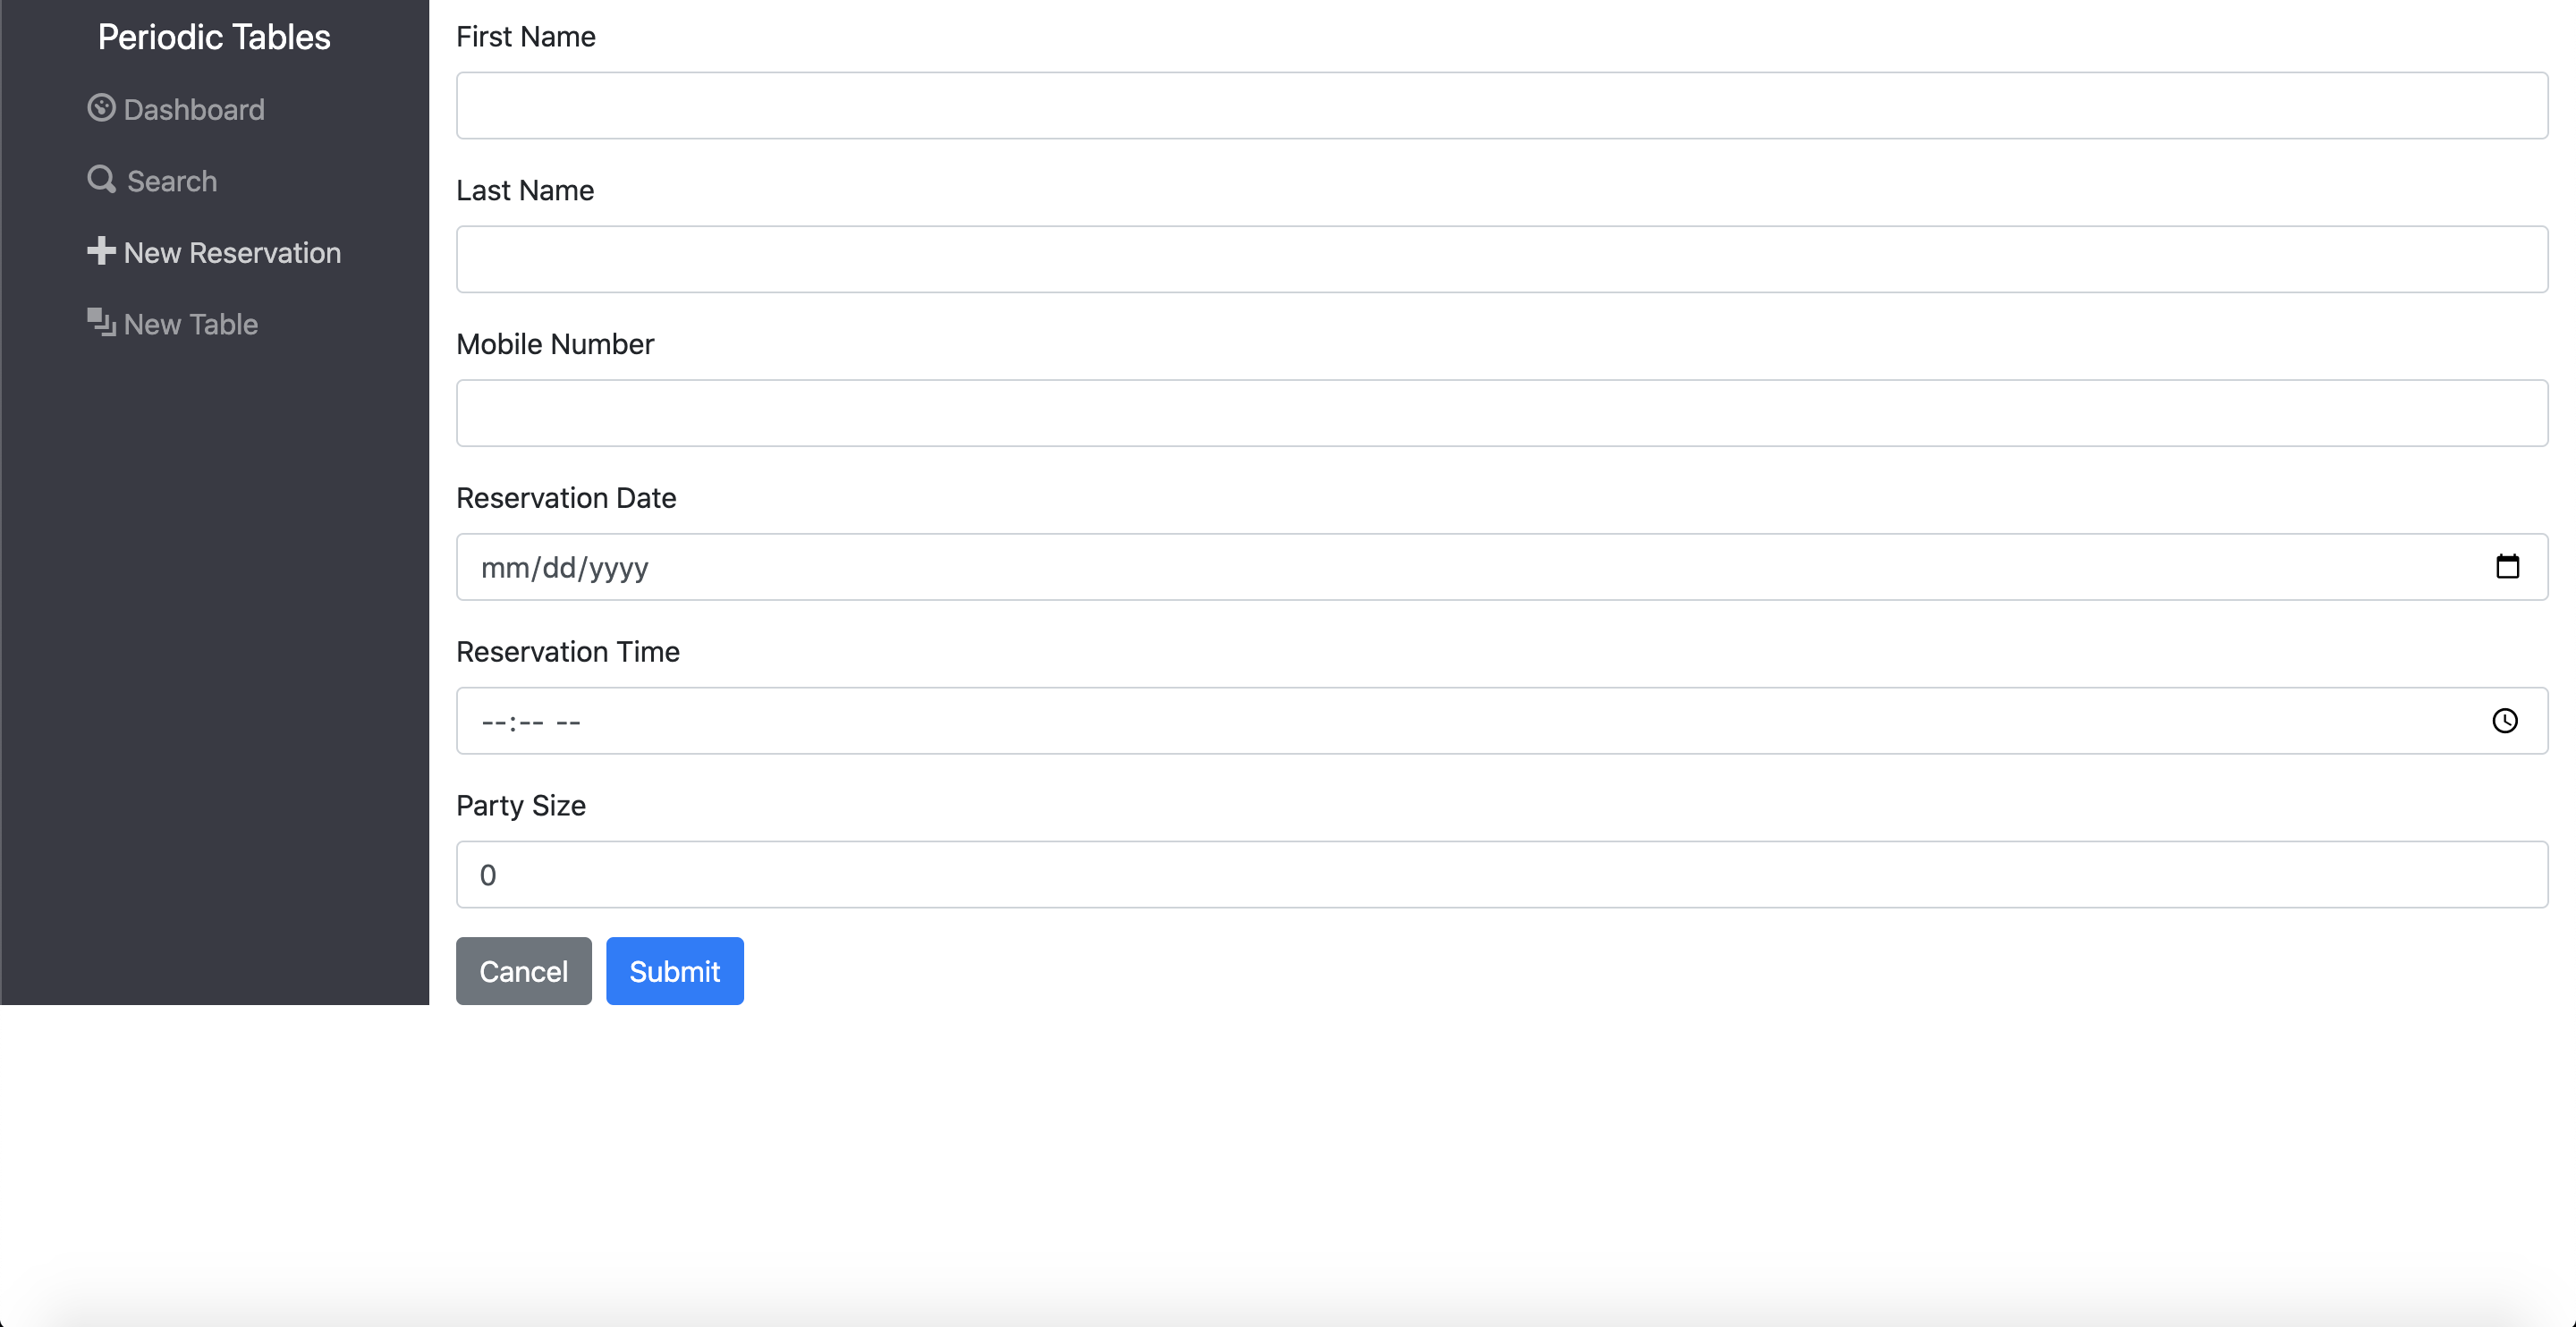 Periodic Tables
Dashboard
Search
New Reservation
New Table
First Name
Last Name
Mobile Number
Reservation Date
mm/dd/yyyy
Reservation Time
--:-- --
Party Size
0
Cancel
Submit